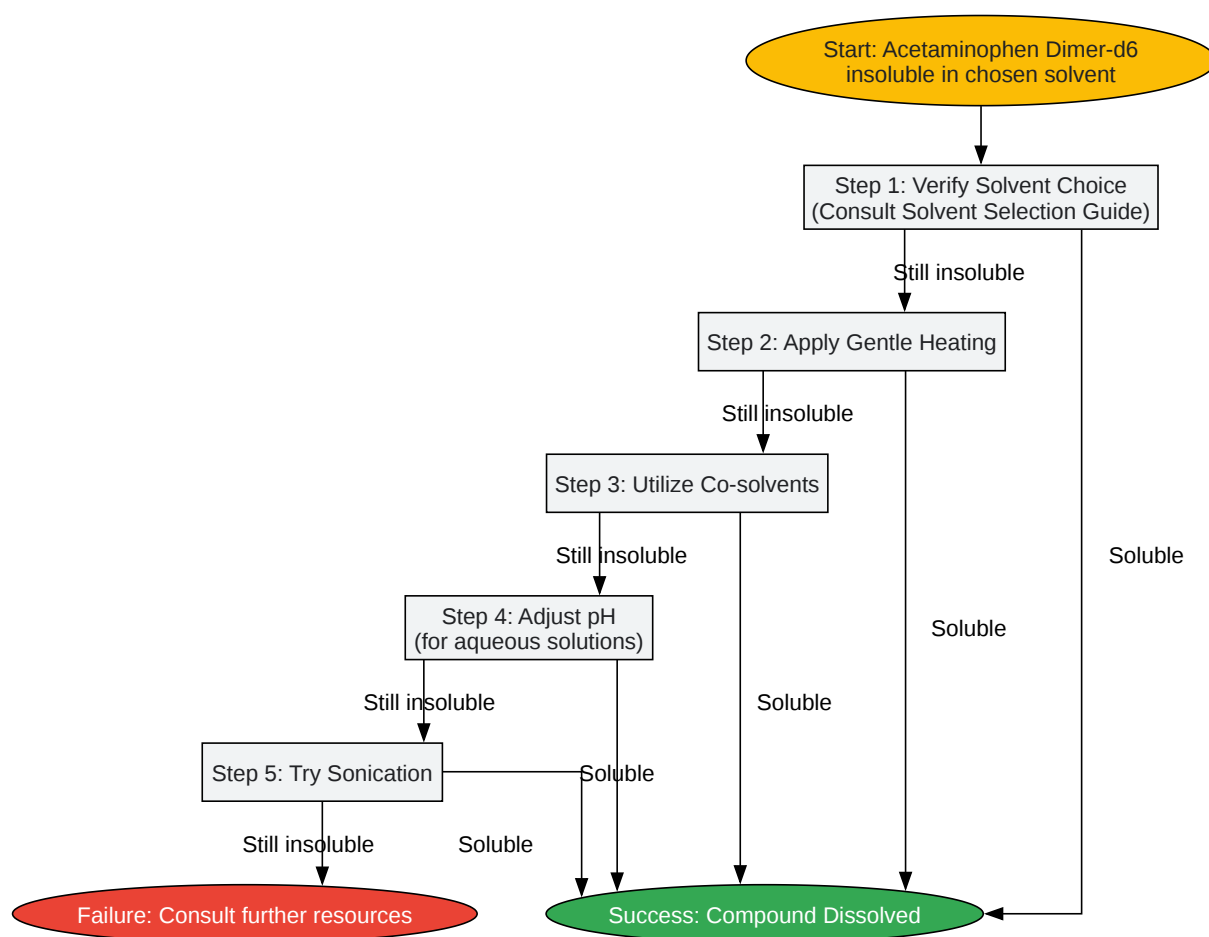 Start: Acetaminophen Dimer-d6
insoluble in chosen solvent
Step 1: Verify Solvent Choice
(Consult Solvent Selection Guide)
Still insoluble
Step 2: Apply Gentle Heating
Still insoluble
Step 3: Utilize Co-solvents
Still insoluble
Soluble
Step 4: Adjust pH
(for aqueous solutions)
Soluble
Still insoluble
Soluble
Step 5: Try Sonication
Soluble
Still insoluble
Soluble
Failure: Consult further resources
Success: Compound Dissolved